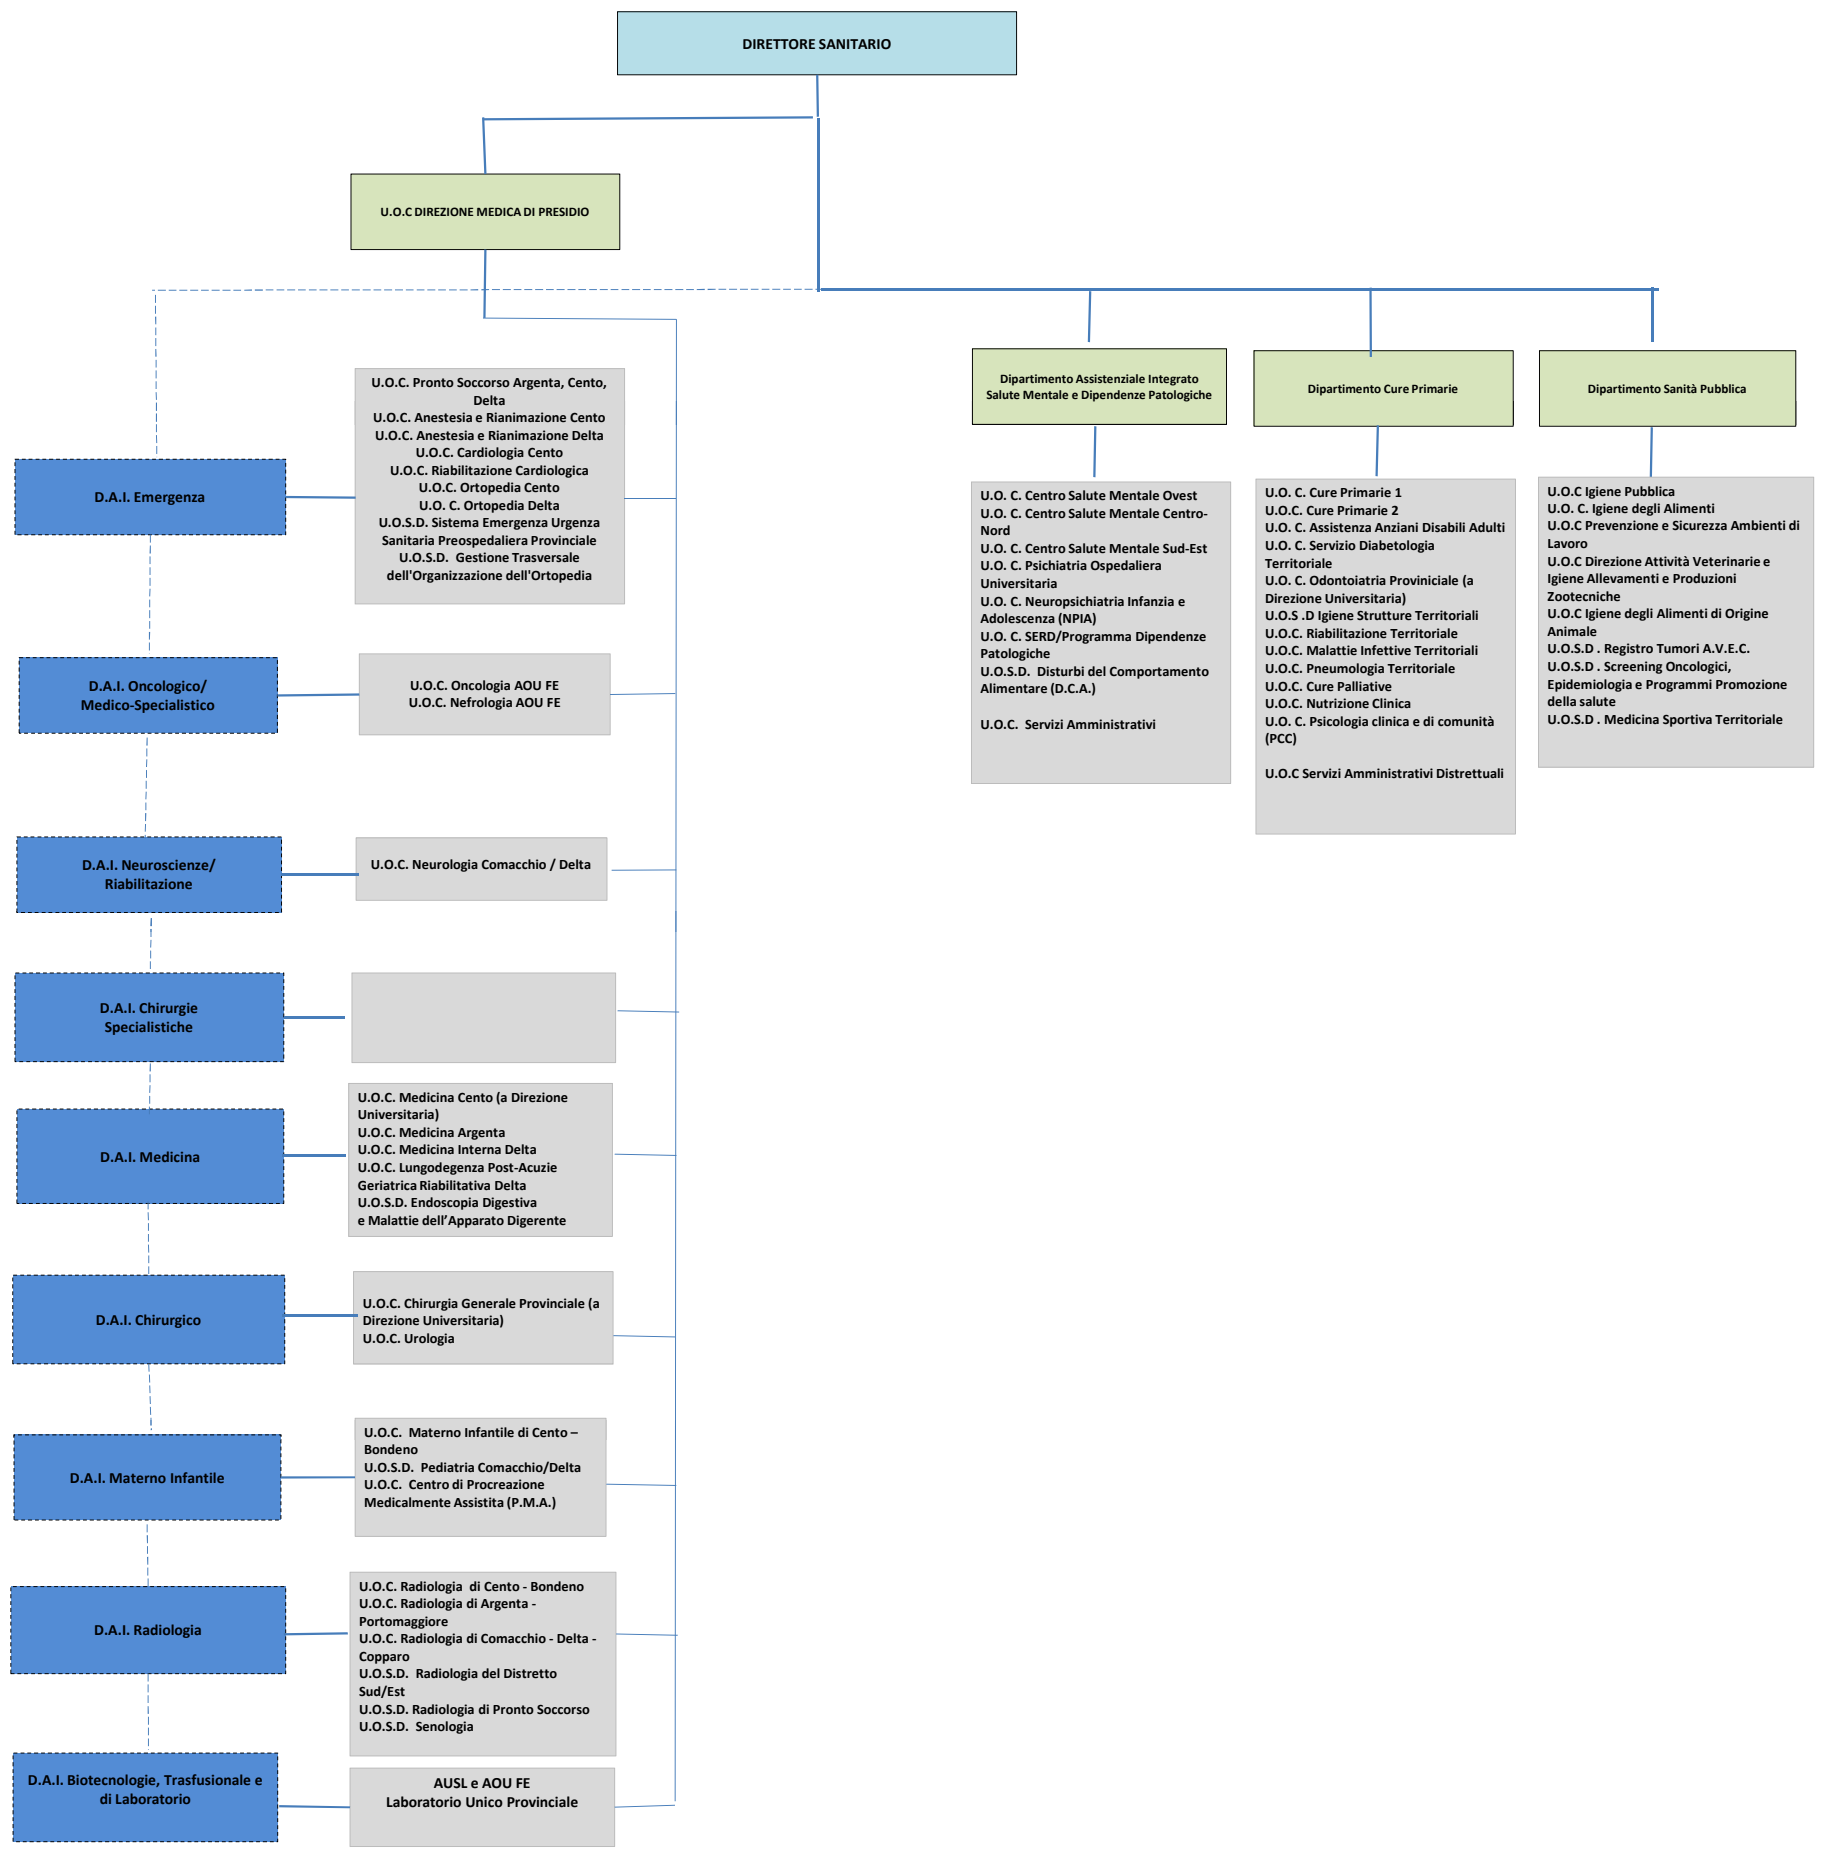 DIRETTORE SANITARIO
U.O.C DIREZIONE MEDICA DI PRESIDIO
Dipartimento Assistenziale Integrato
Salute Mentale e Dipendenze Patologiche
Dipartimento Cure Primarie
Dipartimento Sanità Pubblica
U.O. C. Centro Salute Mentale Ovest
U.O. C. Centro Salute Mentale Centro-
Nord
U.O. C. Centro Salute Mentale Sud-Est
U.O. C. Psichiatria Ospedaliera
Universitaria
U.O. C. Neuropsichiatria Infanzia e
Adolescenza (NPIA)
U.O. C. SERD/Programma Dipendenze
Patologiche
U.O.S.D. Disturbi del Comportamento
Alimentare (D.C.A.)
U.O.C. Servizi Amministrativi
U.O. C. Cure Primarie 1
U.O.C. Cure Primarie 2
U.O. C. Assistenza Anziani Disabili Adulti
U.O. C. Servizio Diabetologia
Territoriale
U.O. C. Odontoiatria Proviniciale (a
Direzione Universitaria)
U.O.S .D Igiene Strutture Territoriali
U.O.C. Riabilitazione Territoriale
U.O.C. Malattie Infettive Territoriali
U.O.C. Pneumologia Territoriale
U.O.C. Cure Palliative
U.O.C. Nutrizione Clinica
U.O. C. Psicologia clinica e di comunità
(PCC)
U.O.C Servizi Amministrativi Distrettuali
U.O.C Igiene Pubblica
U.O. C. Igiene degli Alimenti
U.O.C Prevenzione e Sicurezza Ambienti di
Lavoro
U.O.C Direzione Attività Veterinarie e
Igiene Allevamenti e Produzioni
Zootecniche
U.O.C Igiene degli Alimenti di Origine
Animale
U.O.S.D . Registro Tumori A.V.E.C.
U.O.S.D . Screening Oncologici,
Epidemiologia e Programmi Promozione
della salute
U.O.S.D . Medicina Sportiva Territoriale
D.A.I. Emergenza
U.O.C. Pronto Soccorso Argenta, Cento,
Delta
U.O.C. Anestesia e Rianimazione Cento
U.O.C. Anestesia e Rianimazione Delta
U.O.C. Cardiologia Cento
U.O.C. Riabilitazione Cardiologica
U.O.C. Ortopedia Cento
U.O. C. Ortopedia Delta
U.O.S.D. Sistema Emergenza Urgenza
Sanitaria Preospedaliera Provinciale
U.O.S.D. Gestione Trasversale
dell'Organizzazione dell'Ortopedia
D.A.I. Oncologico/
Medico-Specialistico
U.O.C. Oncologia AOU FE
U.O.C. Nefrologia AOU FE
D.A.I. Neuroscienze/
Riabilitazione
U.O.C. Neurologia Comacchio / Delta
D.A.I. Chirurgie
Specialistiche
D.A.I. Medicina
U.O.C. Medicina Cento (a Direzione
Universitaria)
U.O.C. Medicina Argenta
U.O.C. Medicina Interna Delta
U.O.C. Lungodegenza Post-Acuzie
Geriatrica Riabilitativa Delta
U.O.S.D. Endoscopia Digestiva
e Malattie dell’Apparato Digerente
D.A.I. Chirurgico
U.O.C. Chirurgia Generale Provinciale (a
Direzione Universitaria)
U.O.C. Urologia
D.A.I. Materno Infantile
U.O.C. Materno Infantile di Cento –
Bondeno
U.O.S.D. Pediatria Comacchio/Delta
U.O.C. Centro di Procreazione
Medicalmente Assistita (P.M.A.)
D.A.I. Radiologia
U.O.C. Radiologia di Cento - Bondeno
U.O.C. Radiologia di Argenta -
Portomaggiore
U.O.C. Radiologia di Comacchio - Delta -
Copparo
U.O.S.D. Radiologia del Distretto
Sud/Est
U.O.S.D. Radiologia di Pronto Soccorso
U.O.S.D. Senologia
D.A.I. Biotecnologie, Trasfusionale e
di Laboratorio
AUSL e AOU FE
Laboratorio Unico Provinciale